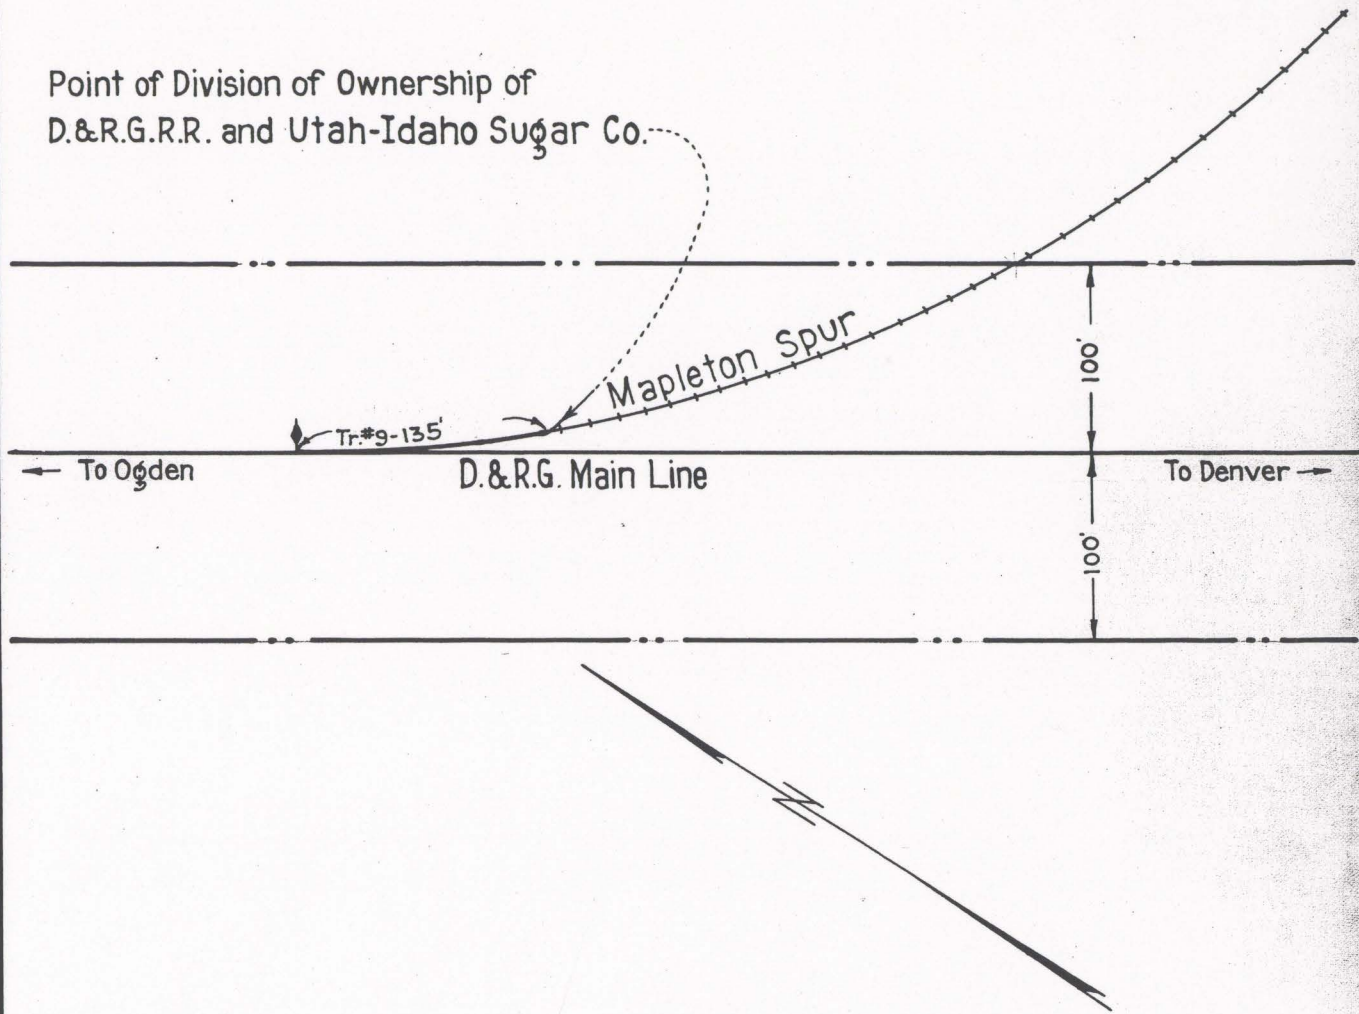 Point of Division of Ownership of
D.&R.G.R.R. and Utah-Idaho Sugar Co.
Mapleton Spur
100'
Tr.#9-135'
← To Ogden
D.&R.G. Main Line
To Denver →
100'
N